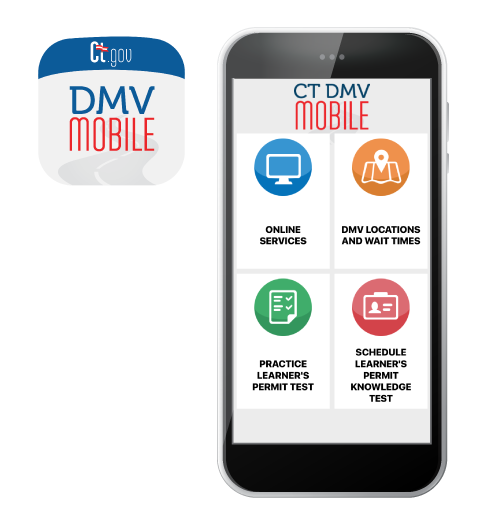 Ct.gov
DMV
MOBILE
CT DMV
MOBILE
ONLINE
SERVICES
DMV LOCATIONS
AND WAIT TIMES
PRACTICE
LEARNER'S
PERMIT TEST
SCHEDULE
LEARNER'S
PERMIT
KNOWLEDGE
TEST